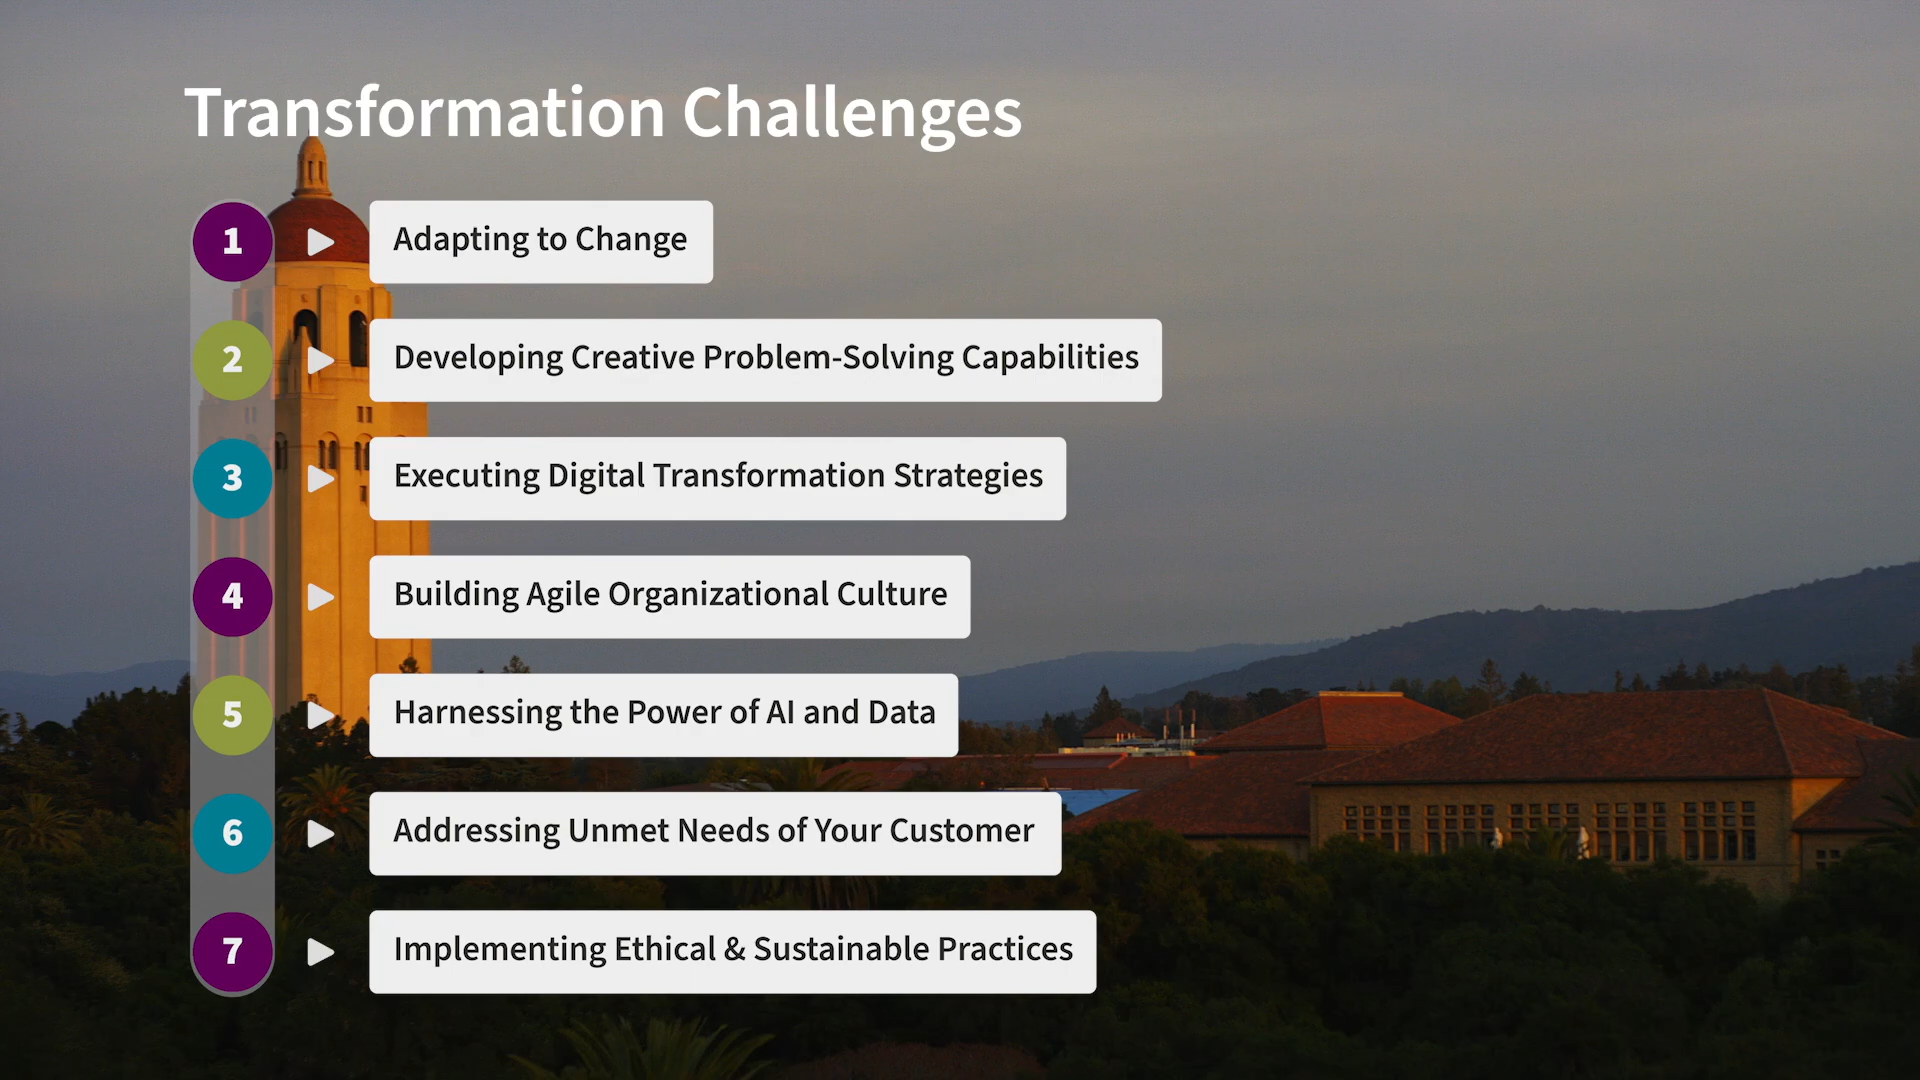 Transformation Challenges
1 Adapting to Change
2 Developing Creative Problem-Solving Capabilities
3 Executing Digital Transformation Strategies
4 Building Agile Organizational Culture
5 Harnessing the Power of AI and Data
6 Addressing Unmet Needs of Your Customer
7 Implementing Ethical & Sustainable Practices